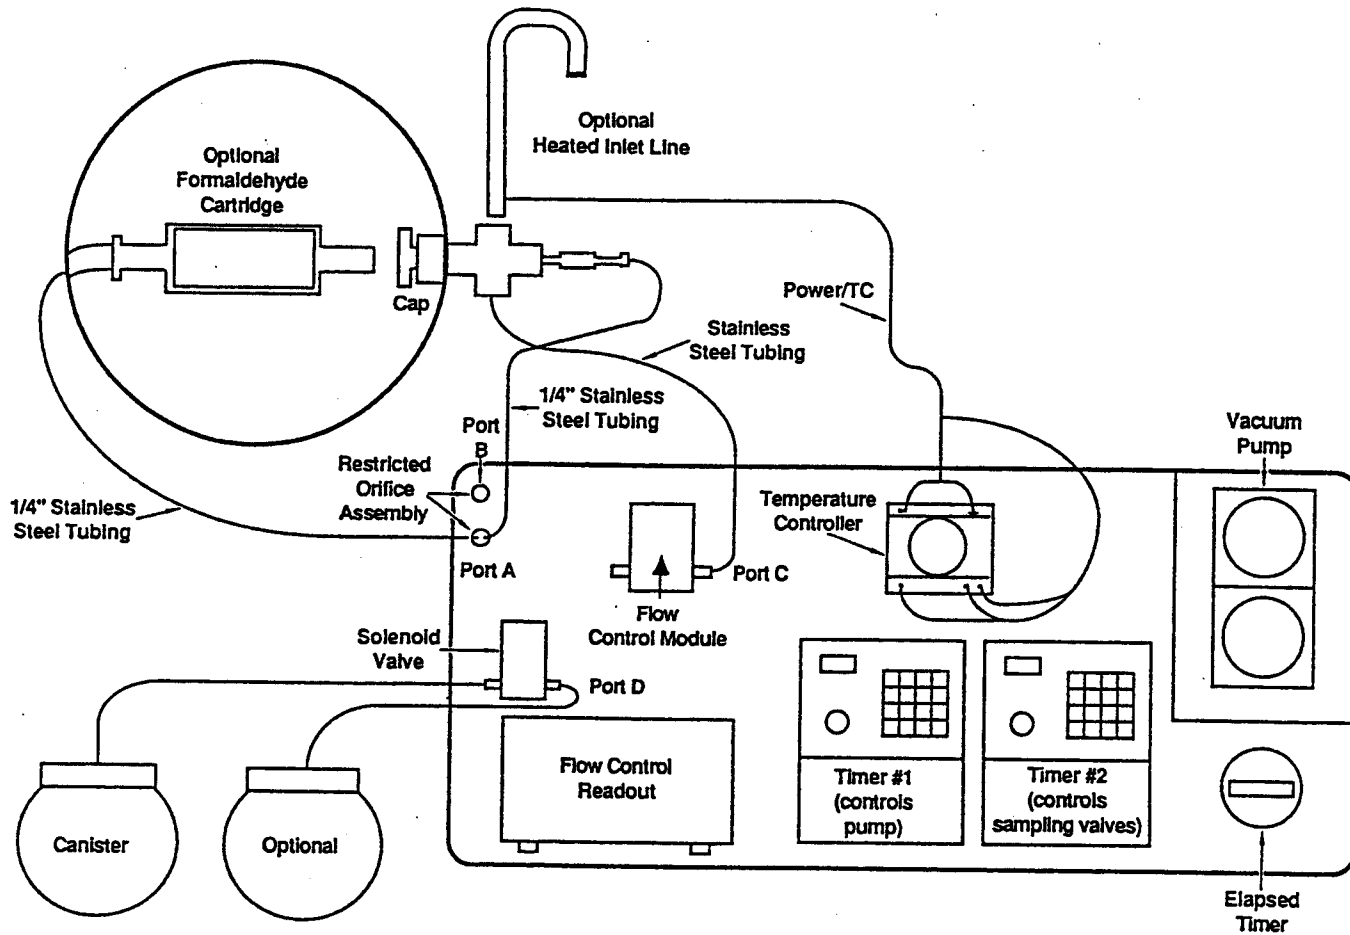 Optional
Heated Inlet Line
Optional
Formaldehyde
Cartridge
Cap
Power/TC
Stainless
Steel Tubing
1/4" Stainless
Steel Tubing
Port
B
Vacuum
Pump
Restricted
Orifice
Assembly
1/4" Stainless
Steel Tubing
Temperature
Controller
Port A
Port C
Flow
Control Module
Solenoid
Valve
Port D
Flow Control
Readout
Timer #1
(controls
pump)
Timer #2
(controls
sampling valves)
Canister
Optional
Elapsed
Timer